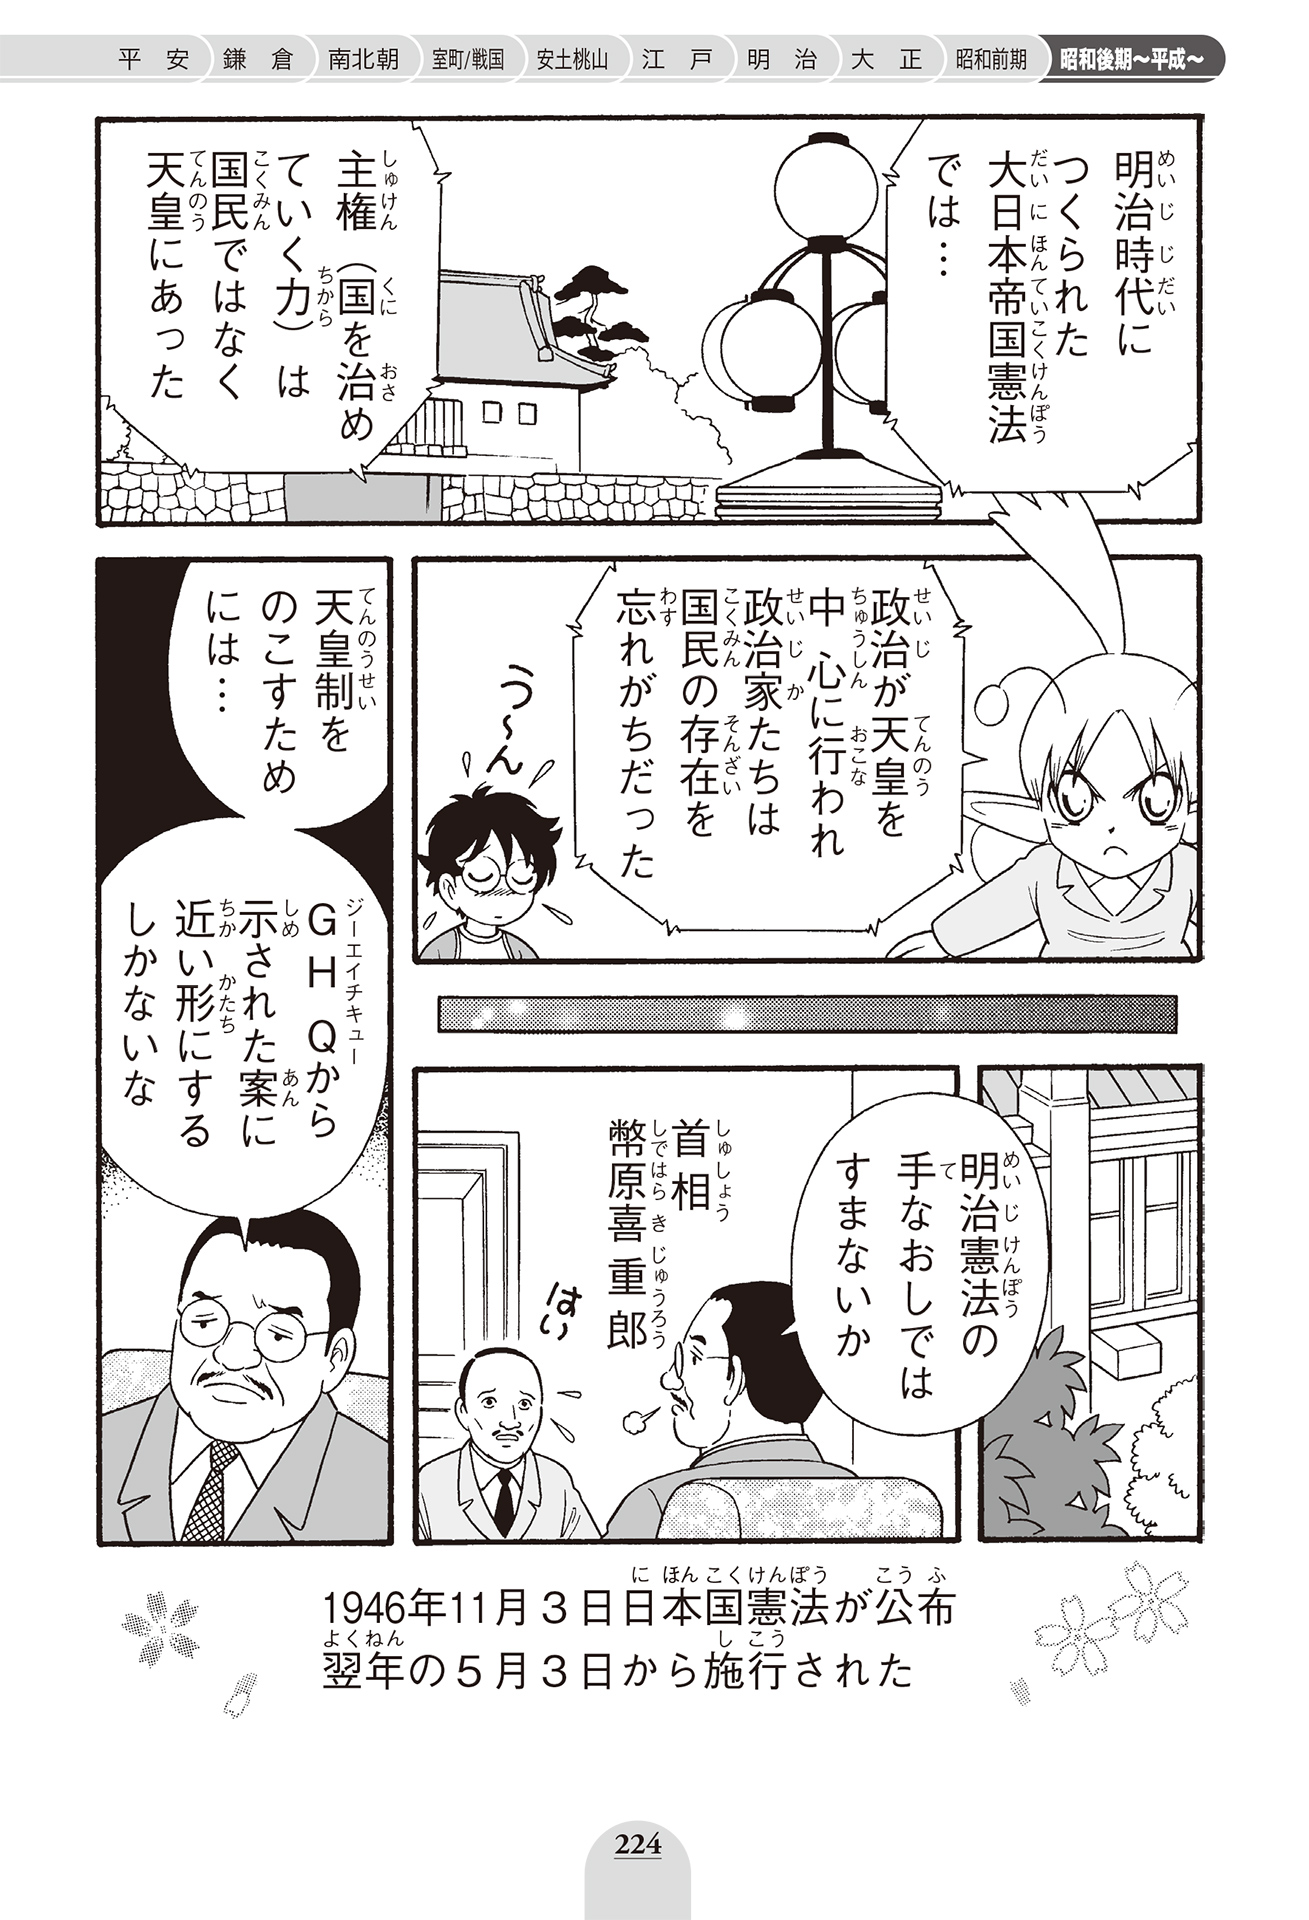 平安 鎌倉 南北朝 室町/戦国 安土桃山 江戸 明治 大正 昭和前期 昭和後期〜平成〜
明治時代に
つくられた
大日本帝国憲法
では…
主権（国を治め
ていく力）は
国民ではなく
天皇にあった
政治が天皇を
中心に行われ
政治家たちは
国民の存在を
忘れがちだった
う〜ん
明治憲法の
手なおしでは
すまないか
首相
幣原喜重郎
はい
天皇制を
のこすため
には…
GHQから
示された案に
近い形にする
しかないな
1946年11月３日日本国憲法が公布
翌年の５月３日から施行された
224